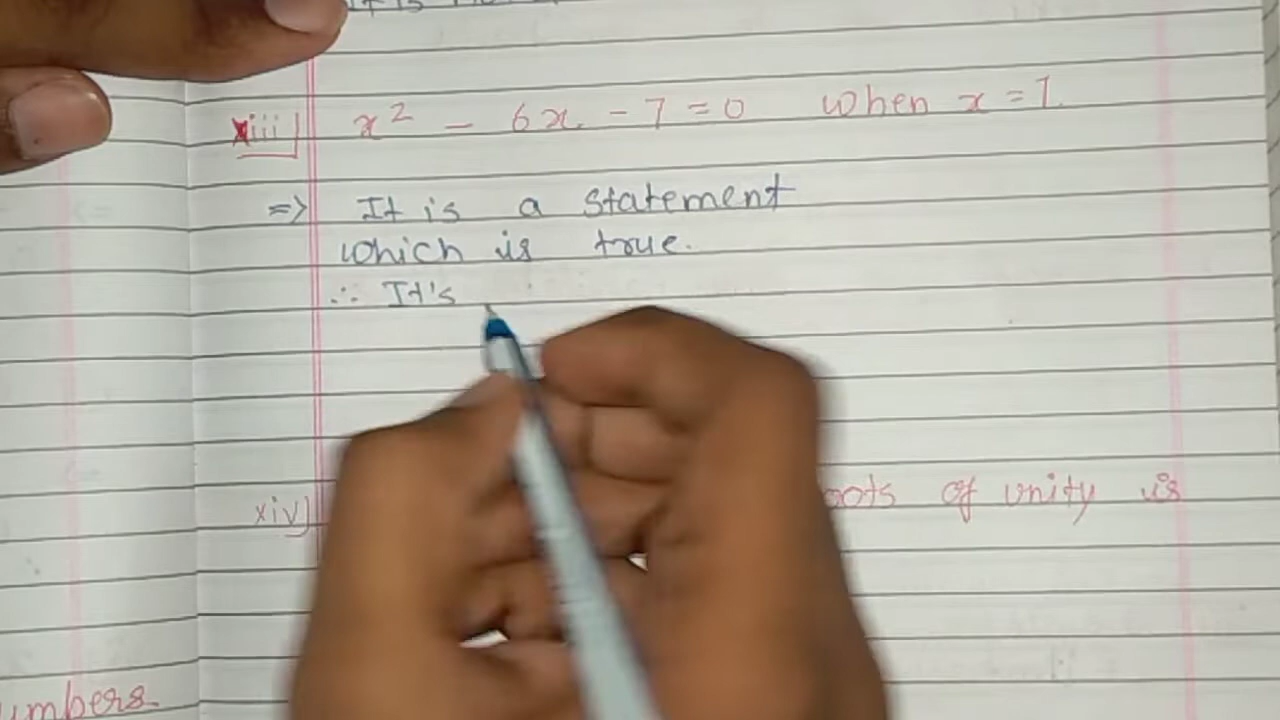 xiii) x² - 6x - 7 = 0 when x = 1.
=> It is a statement
which is true.
∴ It's
xiv) of unity is
umbers